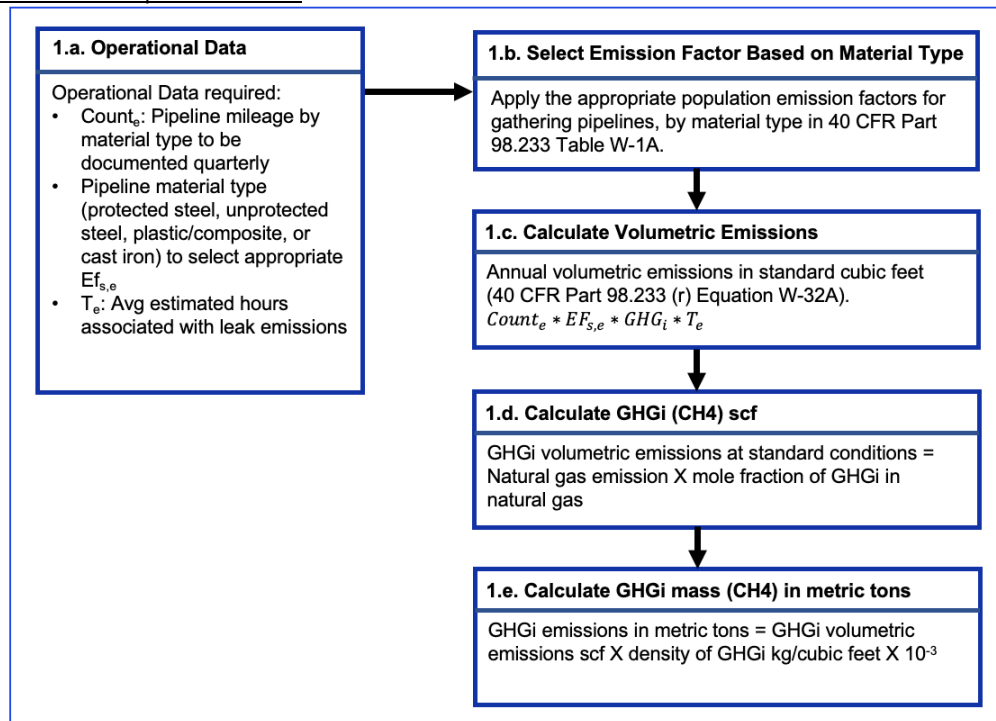 1.a. Operational Data
Operational Data required:
• Countₑ: Pipeline mileage by
material type to be
documented quarterly
• Pipeline material type
(protected steel, unprotected
steel, plastic/composite, or
cast iron) to select appropriate
Efₛ,ₑ
• Tₑ: Avg estimated hours
associated with leak emissions
1.b. Select Emission Factor Based on Material Type
Apply the appropriate population emission factors for
gathering pipelines, by material type in 40 CFR Part
98.233 Table W-1A.
1.c. Calculate Volumetric Emissions
Annual volumetric emissions in standard cubic feet
(40 CFR Part 98.233 (r) Equation W-32A).
Countₑ * EFₛ,ₑ * GHGᵢ * Tₑ
1.d. Calculate GHGi (CH4) scf
GHGi volumetric emissions at standard conditions =
Natural gas emission X mole fraction of GHGi in
natural gas
1.e. Calculate GHGi mass (CH4) in metric tons
GHGi emissions in metric tons = GHGi volumetric
emissions scf X density of GHGi kg/cubic feet X 10⁻³